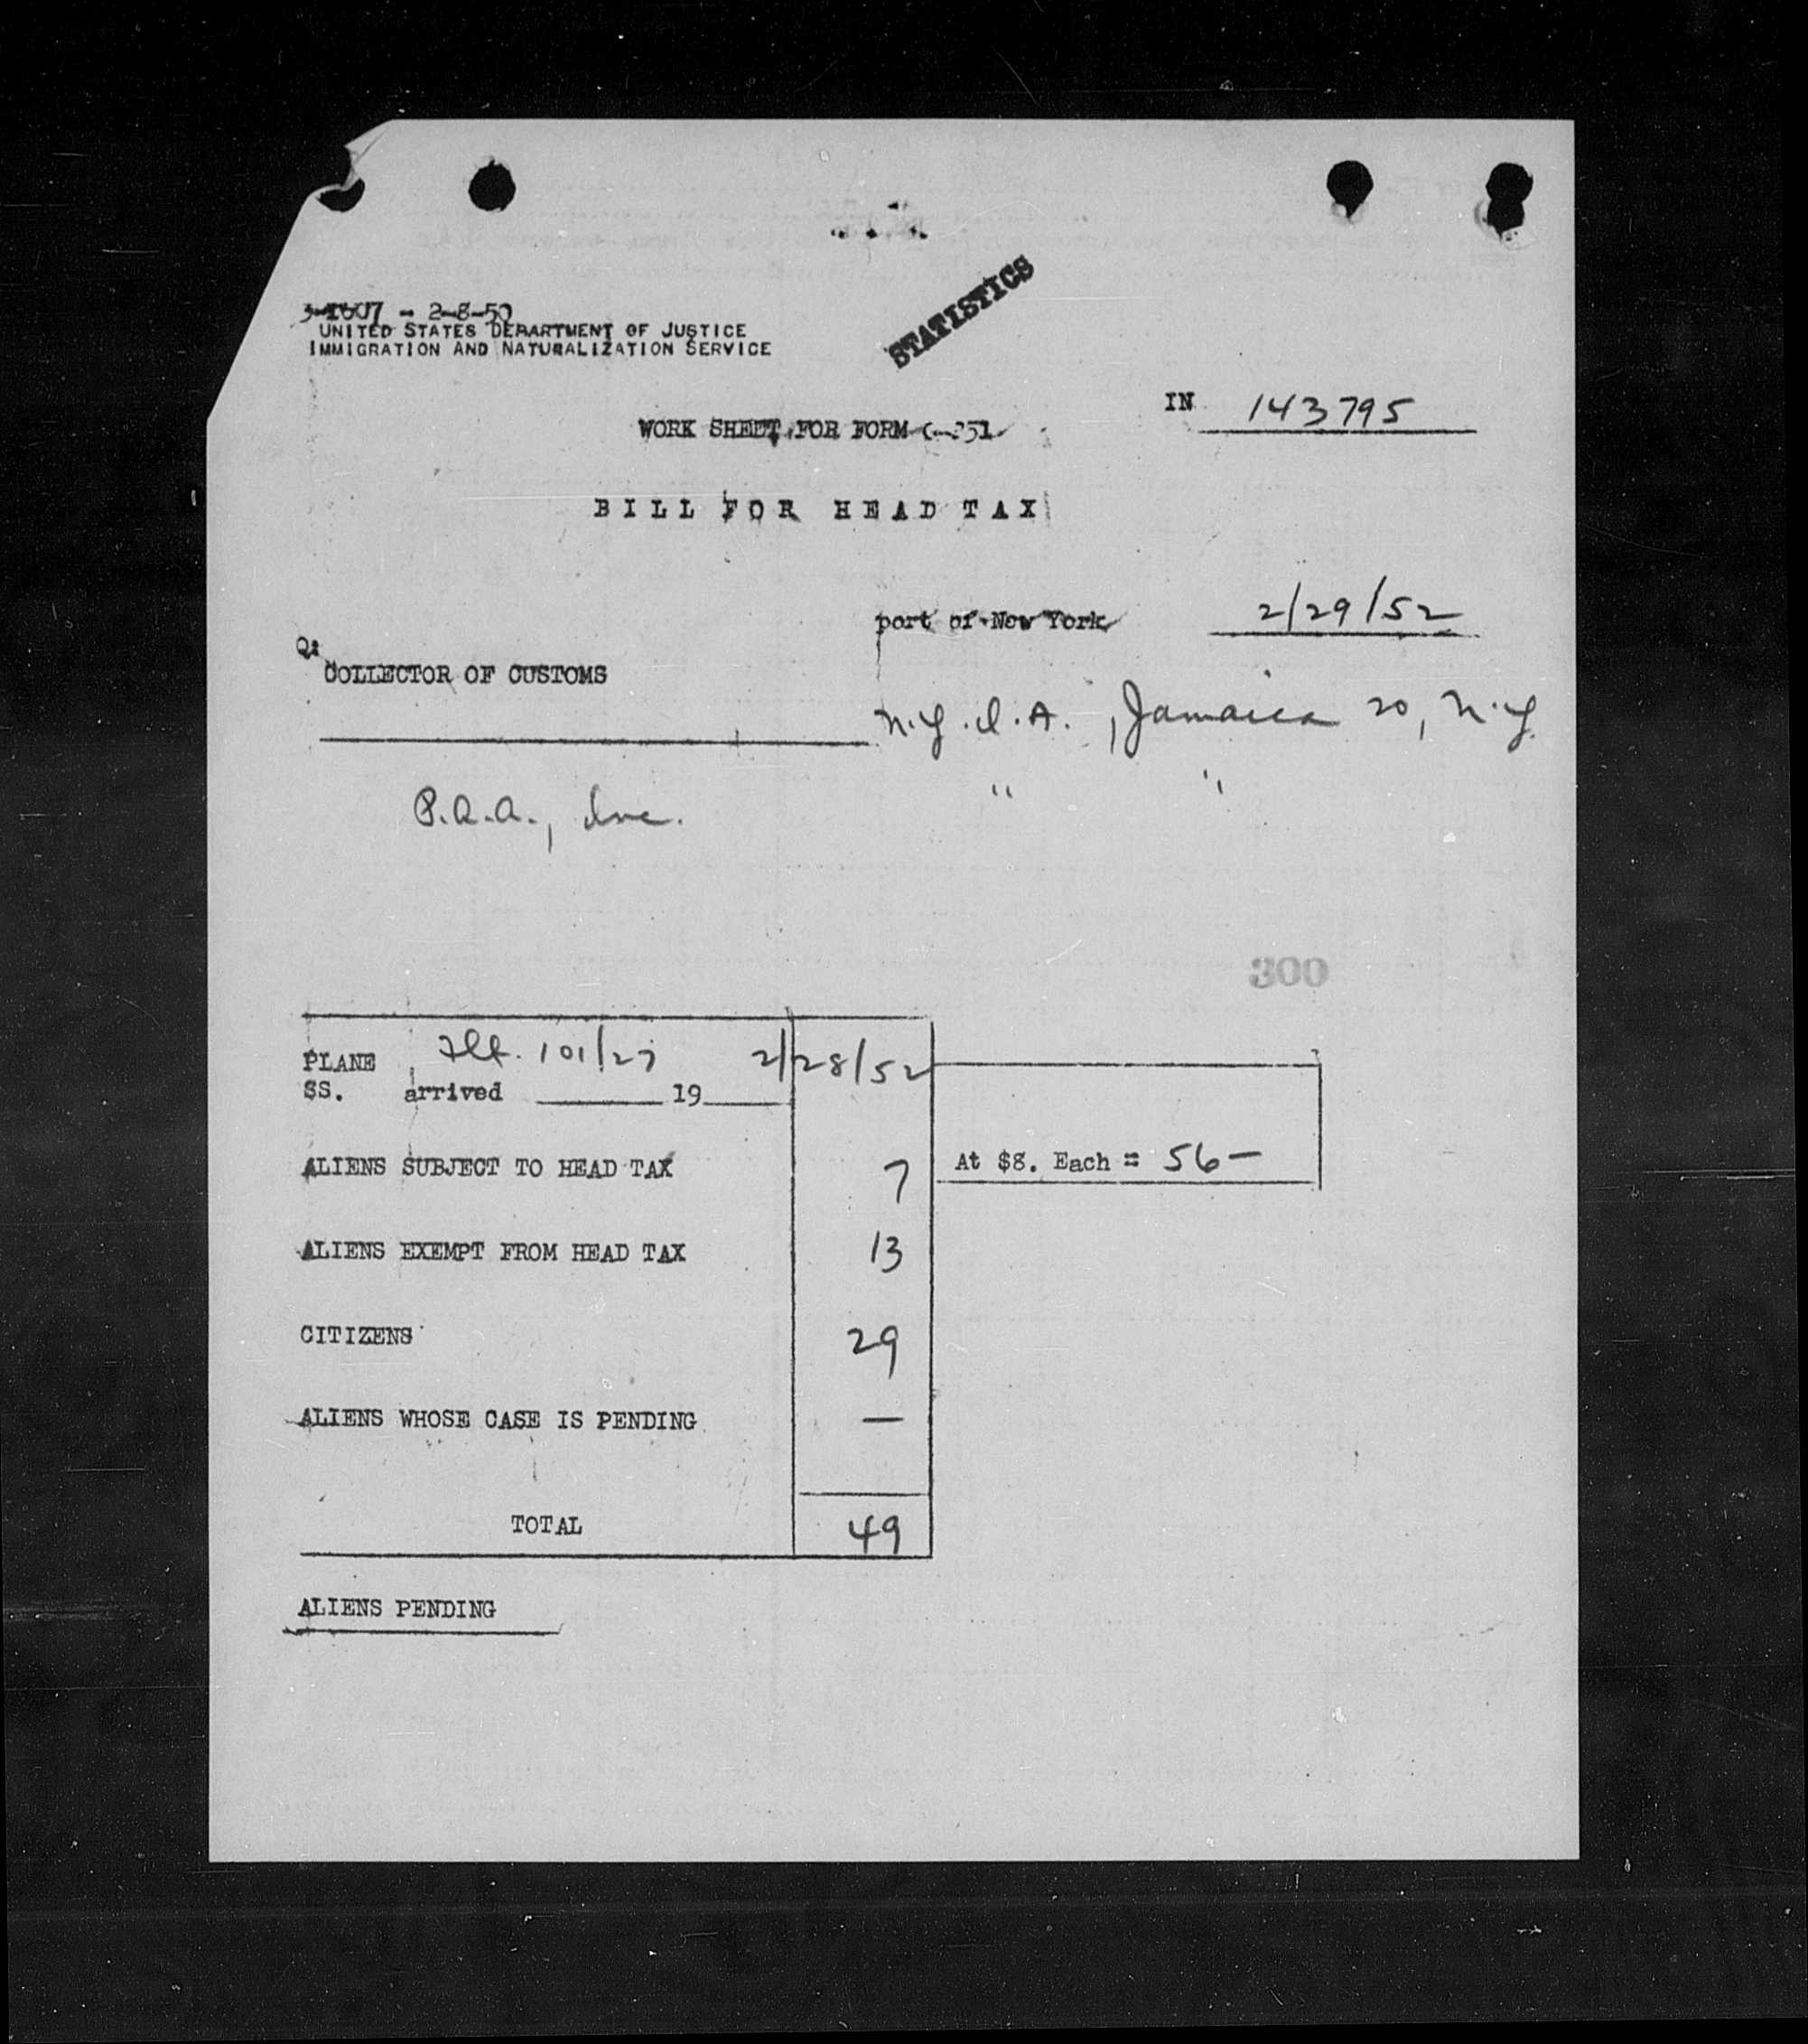 2-8-50
UNITED STATES DEPARTMENT OF JUSTICE
IMMIGRATION AND NATURALIZATION SERVICE
STATISTICS
IN 143795
WORK SHEET FOR FORM
BILL FOR HEAD TAX
port of New York 2/29/52
COLLECTOR OF CUSTOMS
N.Y.I.A., Jamaica 20, N.Y.
" "
P.A.A., Inc.
300
PLANE Flt. 101/27 2/28/52
SS. arrived 19
ALIENS SUBJECT TO HEAD TAX 7 At $8. Each = 56-
ALIENS EXEMPT FROM HEAD TAX 13
CITIZENS 29
ALIENS WHOSE CASE IS PENDING —
TOTAL 49
ALIENS PENDING